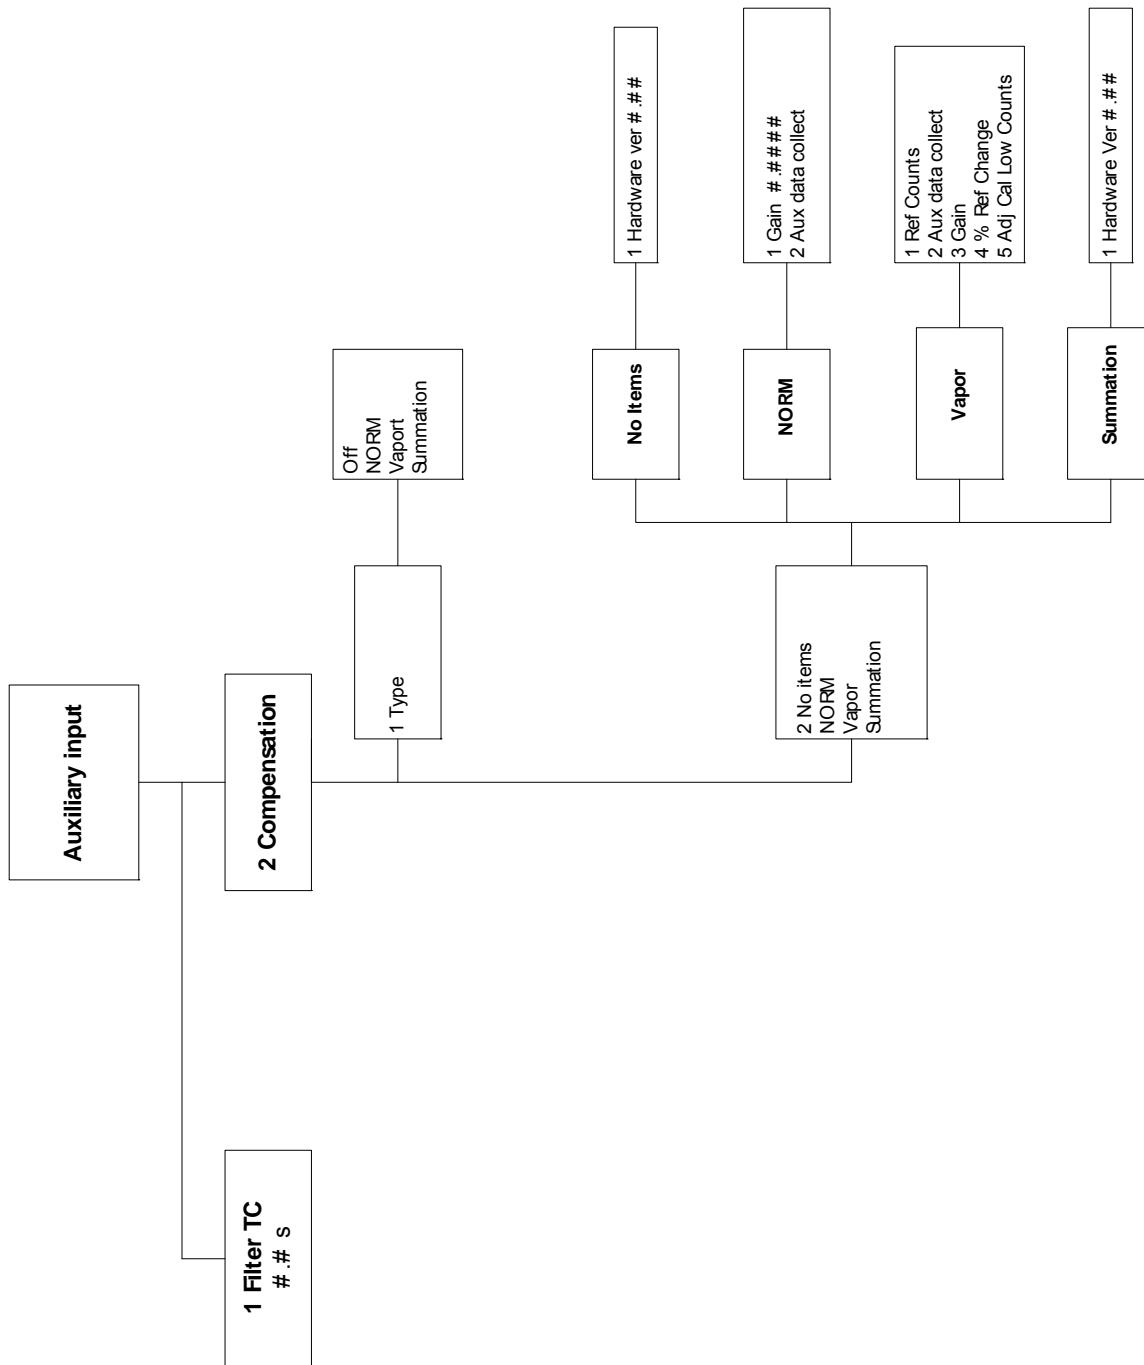 Auxiliary input
1 Filter TC
#.# s
2 Compensation
1 Type
Off
NORM
Vaport
Summation
2 No items
NORM
Vapor
Summation
No Items
1 Hardware ver #.##
NORM
1 Gain #.####
2 Aux data collect
Vapor
1 Ref Counts
2 Aux data collect
3 Gain
4 % Ref Change
5 Adj Cal Low Counts
Summation
1 Hardware Ver #.##